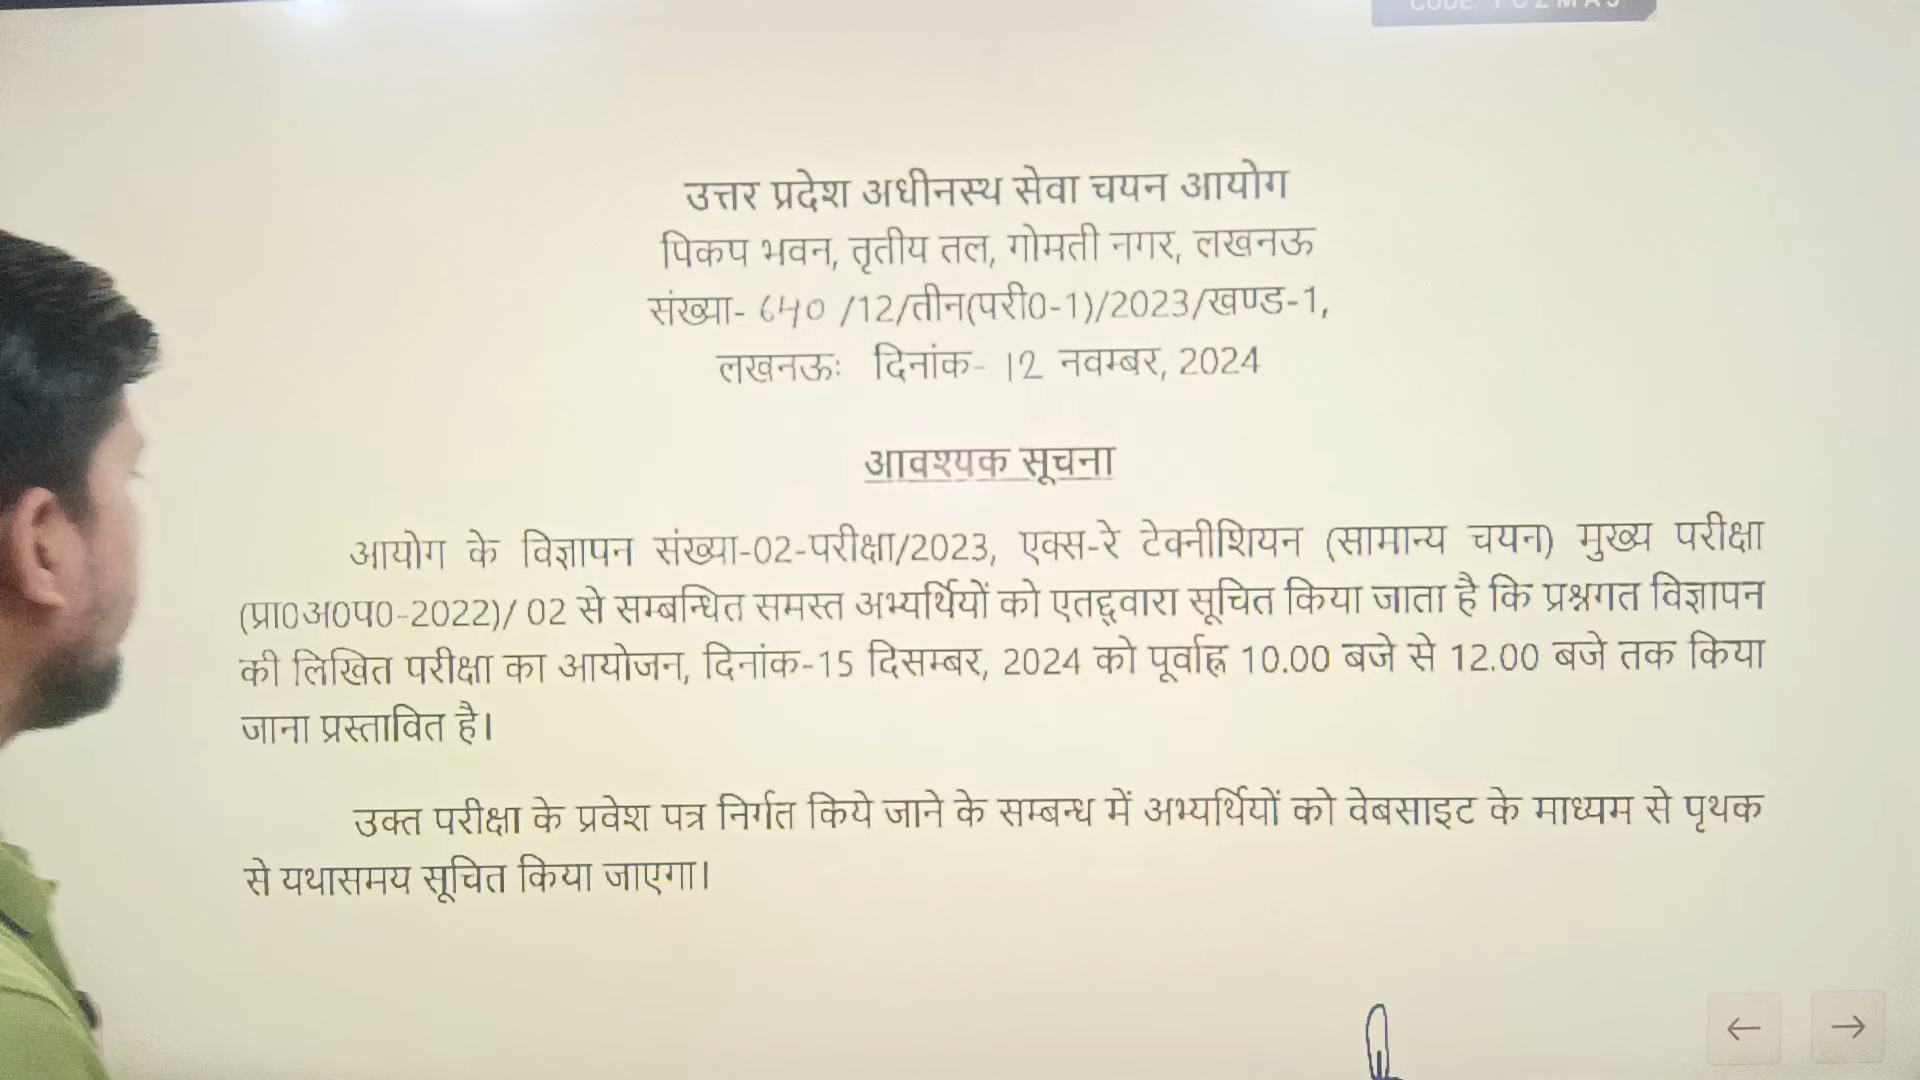 उत्तर प्रदेश अधीनस्थ सेवा चयन आयोग
पिकप भवन, तृतीय तल, गोमती नगर, लखनऊ
संख्या- 640 /12/तीन(परी0-1)/2023/खण्ड-1,
लखनऊः दिनांक- 12 नवम्बर, 2024
आवश्यक सूचना
आयोग के विज्ञापन संख्या-02-परीक्षा/2023, एक्स-रे टेक्नीशियन (सामान्य चयन) मुख्य परीक्षा
(प्रा0अ0प0-2022)/ 02 से सम्बन्धित समस्त अभ्यर्थियों को एतद्द्वारा सूचित किया जाता है कि प्रश्नगत विज्ञापन
की लिखित परीक्षा का आयोजन, दिनांक-15 दिसम्बर, 2024 को पूर्वाह्न 10.00 बजे से 12.00 बजे तक किया
जाना प्रस्तावित है।
उक्त परीक्षा के प्रवेश पत्र निर्गत किये जाने के सम्बन्ध में अभ्यर्थियों को वेबसाइट के माध्यम से पृथक
से यथासमय सूचित किया जाएगा।